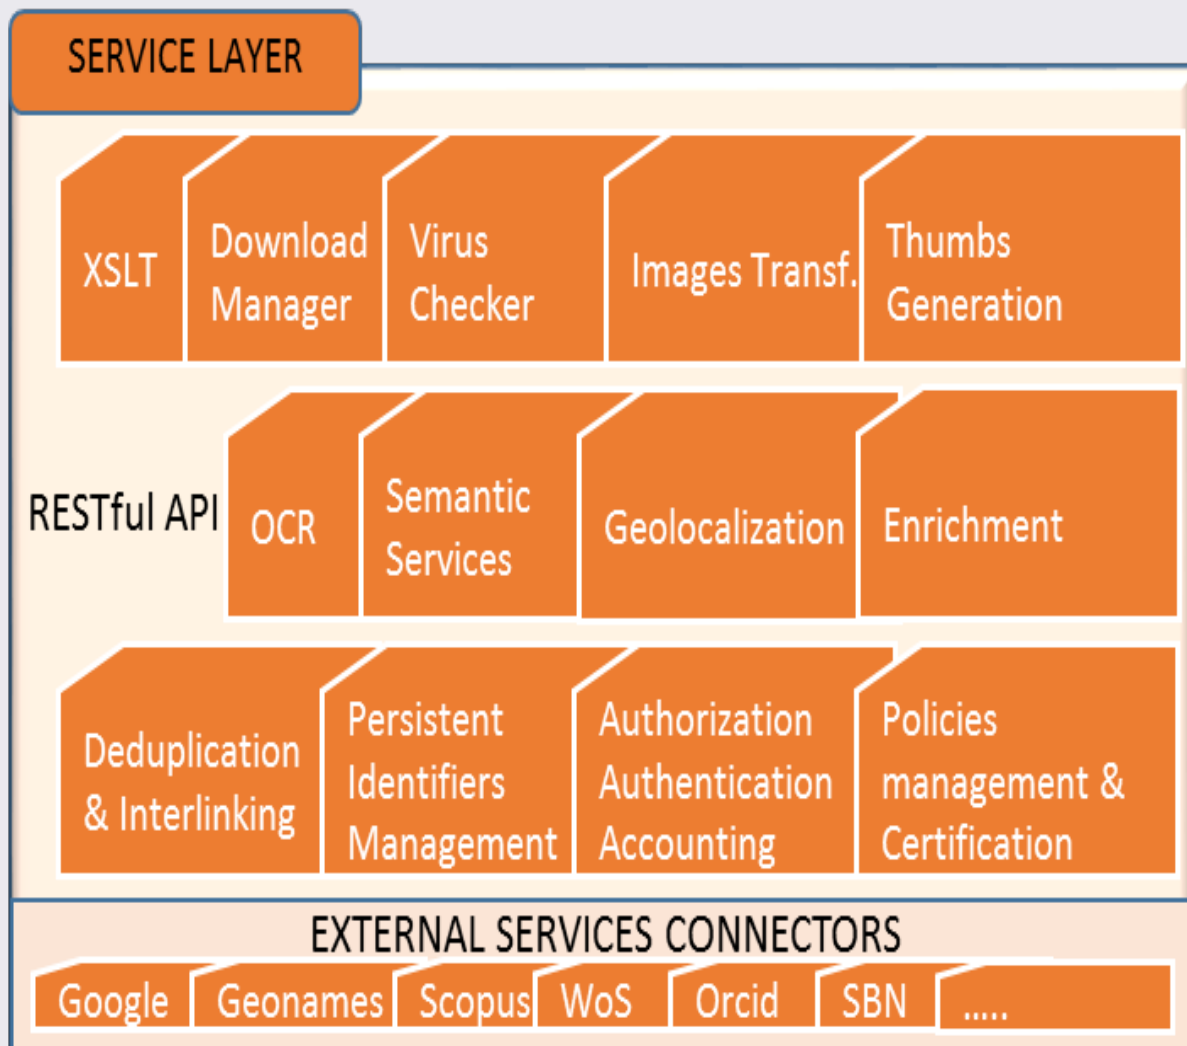 SERVICE LAYER
XSLT
Download
Manager
Virus
Checker
Images Transf.
Thumbs
Generation
RESTful API
OCR
Semantic
Services
Geolocalization
Enrichment
Deduplication
& Interlinking
Persistent
Identifiers
Management
Authorization
Authentication
Accounting
Policies
management &
Certification
EXTERNAL SERVICES CONNECTORS
Google
Geonames
Scopus
WoS
Orcid
SBN
.....